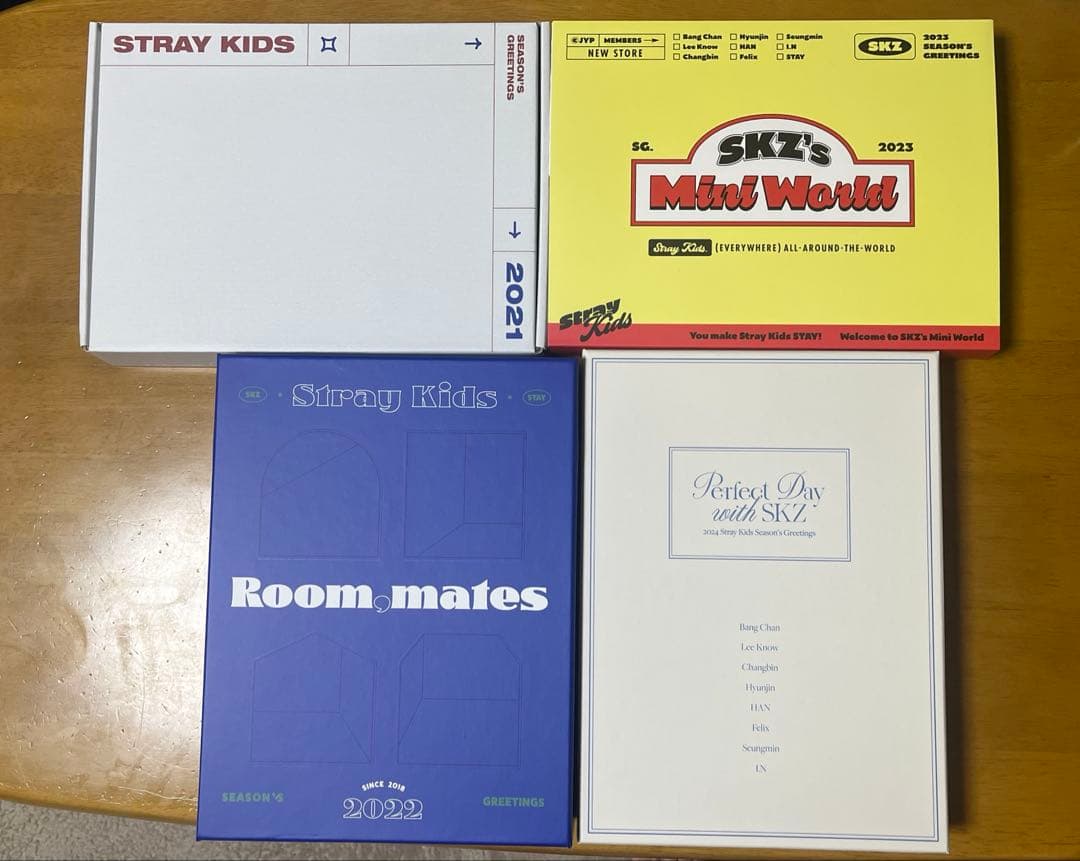 STRAY KIDS
→
SEASON'S
GREETINGS
↓
2021
©JYP MEMBERS →
NEW STORE
☐ Bang Chan ☐ Hyunjin ☐ Seungmin
☐ Lee Know ☐ HAN ☐ I.N
☐ Changbin ☐ Felix ☐ STAY
SKZ
2023
SEASON'S
GREETINGS
SG.
SKZ's
2023
Mini World
Stray Kids. (EVERYWHERE) ALL-AROUND-THE-WORLD
Stray
Kids
You make Stray Kids STAY! Welcome to SKZ's Mini World
SKZ • Stray Kids • STAY
Room,mates
SINCE 2018
SEASON'S 2022 GREETINGS
Perfect Day
with SKZ
2024 Stray Kids Season's Greetings
Bang Chan
Lee Know
Changbin
Hyunjin
HAN
Felix
Seungmin
I.N